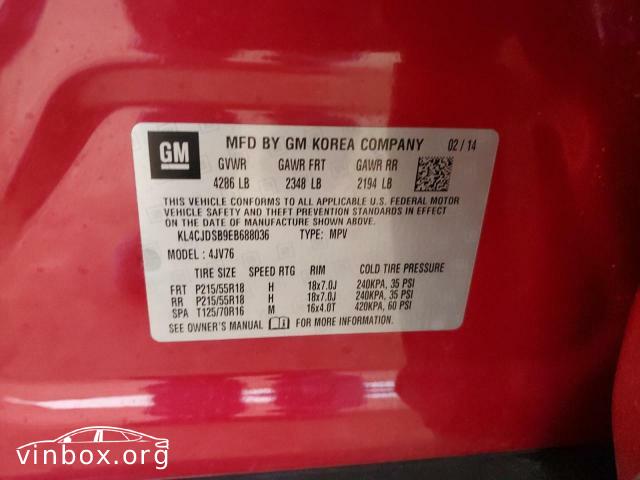 GM
MFD BY GM KOREA COMPANY 02/14
GVWR GAWR FRT GAWR RR
4286 LB 2348 LB 2194 LB
THIS VEHICLE CONFORMS TO ALL APPLICABLE U.S. FEDERAL MOTOR
VEHICLE SAFETY AND THEFT PREVENTION STANDARDS IN EFFECT
ON THE DATE OF MANUFACTURE SHOWN ABOVE.
KL4CJDSB9EB688036 TYPE: MPV
MODEL : 4JV76
TIRE SIZE SPEED RTG RIM COLD TIRE PRESSURE
FRT P215/55R18 H 18x7.0J 240KPA, 35 PSI
RR P215/55R18 H 18x7.0J 240KPA, 35 PSI
SPA T125/70R16 M 16x4.0T 420KPA, 60 PSI
SEE OWNER'S MANUAL FOR MORE INFORMATION.
vinbox.org